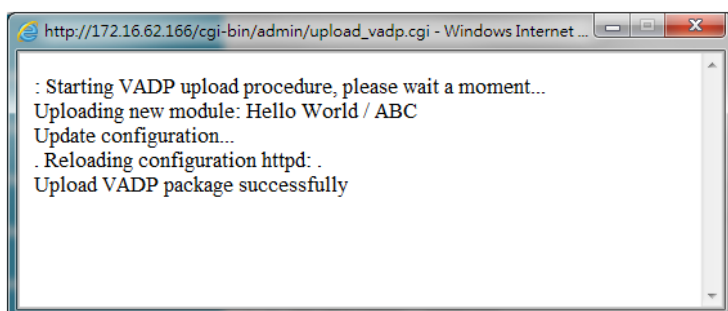 http://172.16.62.166/cgi-bin/admin/upload_vadp.cgi - Windows Internet ...
: Starting VADP upload procedure, please wait a moment...
Uploading new module: Hello World / ABC
Update configuration...
. Reloading configuration httpd: .
Upload VADP package successfully